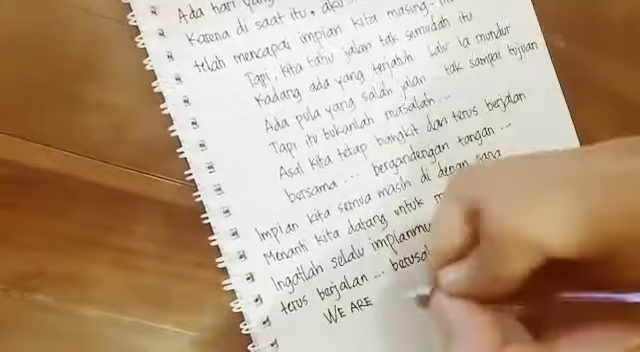 Ada hari yang
Karena di saat itu, aku
telah mencapai impian kita masing-
Tapi, kita tahu jalan tak semudah itu
Kadang ada yang terjatuh lalu ia mundur
Ada pula yang salah jalan tak sampai tujuan
Tapi itu bukanlah masalah...
Asal kita tetap bangkit dan terus berjalan
bersama ... bergandengan tangan ...
Impian kita semua masih di depan sana
Menanti kita datang untuk
Ingatlah selalu impianmu
terus berjalan ... berusa
WE ARE